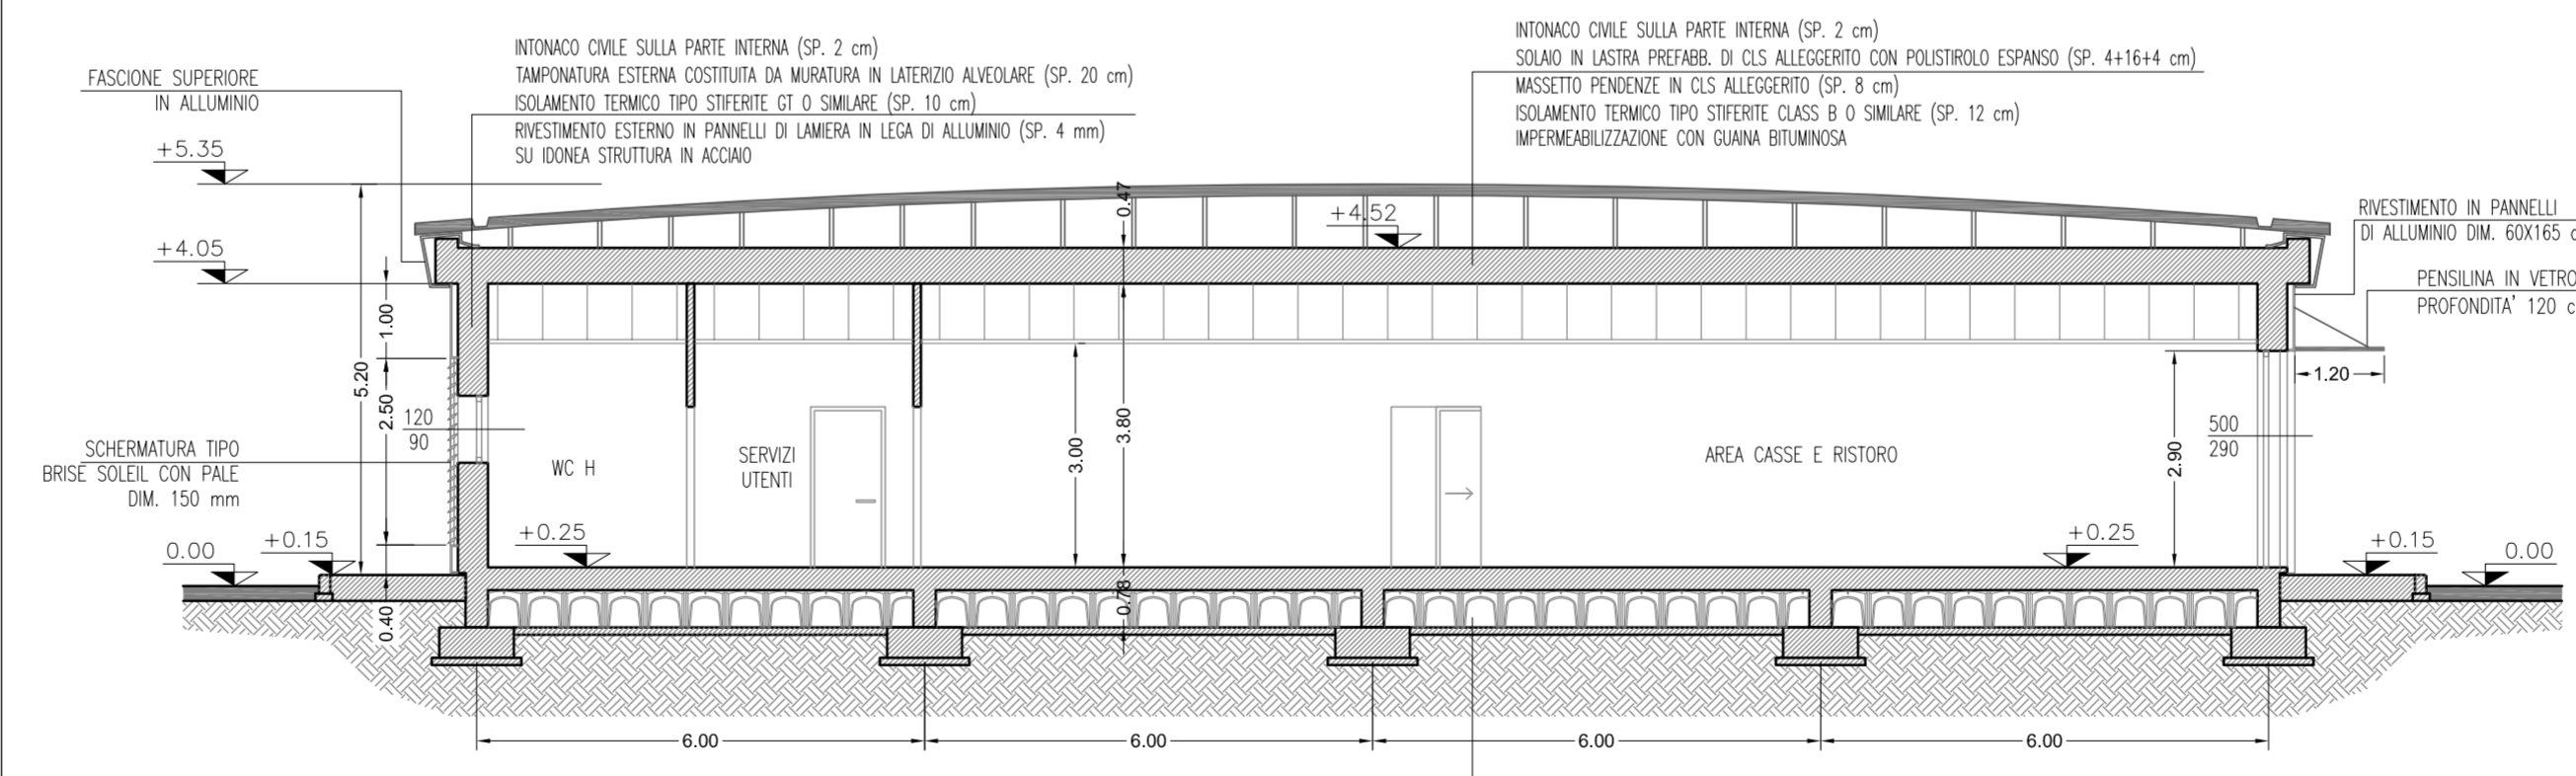 INTONACO CIVILE SULLA PARTE INTERNA (SP. 2 cm)
TAMPONATURA ESTERNA COSTITUITA DA MURATURA IN LATERIZIO ALVEOLARE (SP. 20 cm)
ISOLAMENTO TERMICO TIPO STIFERITE GT O SIMILARE (SP. 10 cm)
RIVESTIMENTO ESTERNO IN PANNELLI DI LAMIERA IN LEGA DI ALLUMINIO (SP. 4 mm)
SU IDONEA STRUTTURA IN ACCIAIO
INTONACO CIVILE SULLA PARTE INTERNA (SP. 2 cm)
SOLAIO IN LASTRA PREFABB. DI CLS ALLEGGERITO CON POLISTIROLO ESPANSO (SP. 4+16+4 cm)
MASSETTO PENDENZE IN CLS ALLEGGERITO (SP. 8 cm)
ISOLAMENTO TERMICO TIPO STIFERITE CLASS B O SIMILARE (SP. 12 cm)
IMPERMEABILIZZAZIONE CON GUAINA BITUMINOSA
FASCIONE SUPERIORE
IN ALLUMINIO
+5.35
+4.05
+4.52
0.47
RIVESTIMENTO IN PANNELLI
DI ALLUMINIO DIM. 60X165 c
PENSILINA IN VETRO
PROFONDITA' 120 c
1.00
5.20
2.50
120
90
3.00
3.80
2.90
1.20
500
290
SCHERMATURA TIPO
BRISE SOLEIL CON PALE
DIM. 150 mm
WC H
SERVIZI
UTENTI
AREA CASSE E RISTORO
0.00
+0.15
+0.25
+0.25
+0.15
0.00
0.40
0.78
6.00
6.00
6.00
6.00